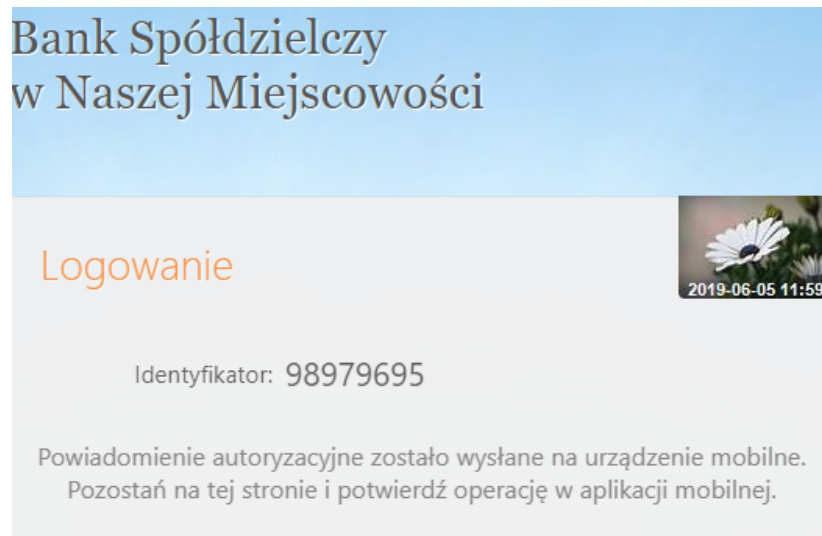 Bank Spółdzielczy
w Naszej Miejscowości
Logowanie
2019-06-05 11:59
Identyfikator: 98979695
Powiadomienie autoryzacyjne zostało wysłane na urządzenie mobilne.
Pozostań na tej stronie i potwierdź operację w aplikacji mobilnej.